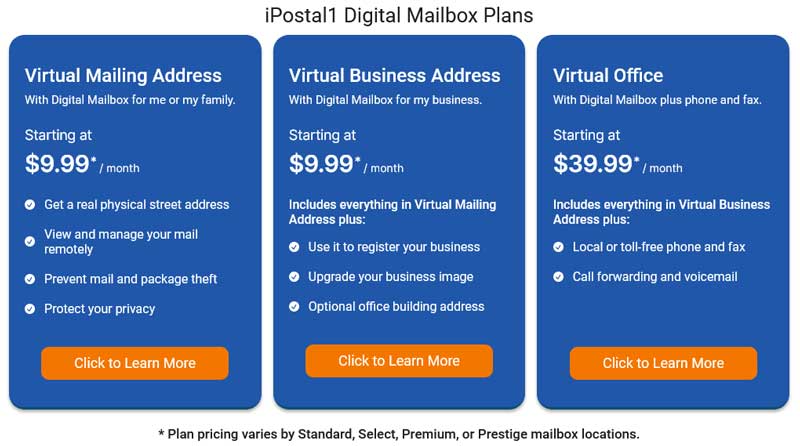 iPostal1 Digital Mailbox Plans
Virtual Mailing Address
With Digital Mailbox for me or my family.
Starting at
$9.99* / month
Get a real physical street address
View and manage your mail
remotely
Prevent mail and package theft
Protect your privacy
Click to Learn More
Virtual Business Address
With Digital Mailbox for my business.
Starting at
$9.99* / month
Includes everything in Virtual Mailing
Address plus:
Use it to register your business
Upgrade your business image
Optional office building address
Click to Learn More
Virtual Office
With Digital Mailbox plus phone and fax.
Starting at
$39.99* / month
Includes everything in Virtual Business
Address plus:
Local or toll-free phone and fax
Call forwarding and voicemail
Click to Learn More
* Plan pricing varies by Standard, Select, Premium, or Prestige mailbox locations.